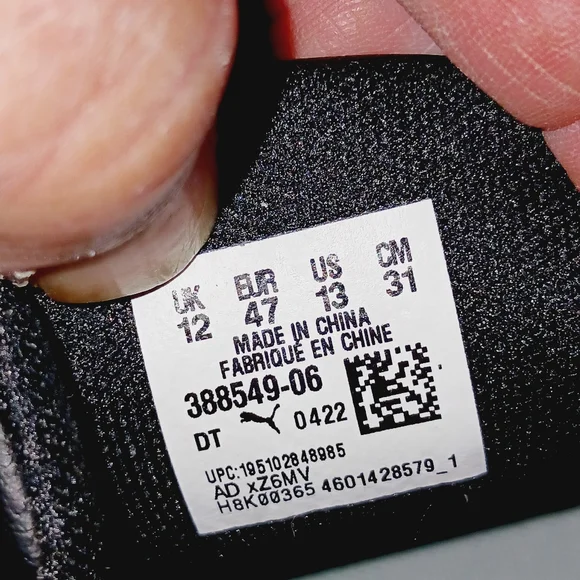 UK EUR US CM
12 47 13 31
MADE IN CHINA
FABRIQUÉ EN CHINE
388549-06
DT 0422
UPC:195102848985
AD xZ6MV
H8K00365 4601428579_1